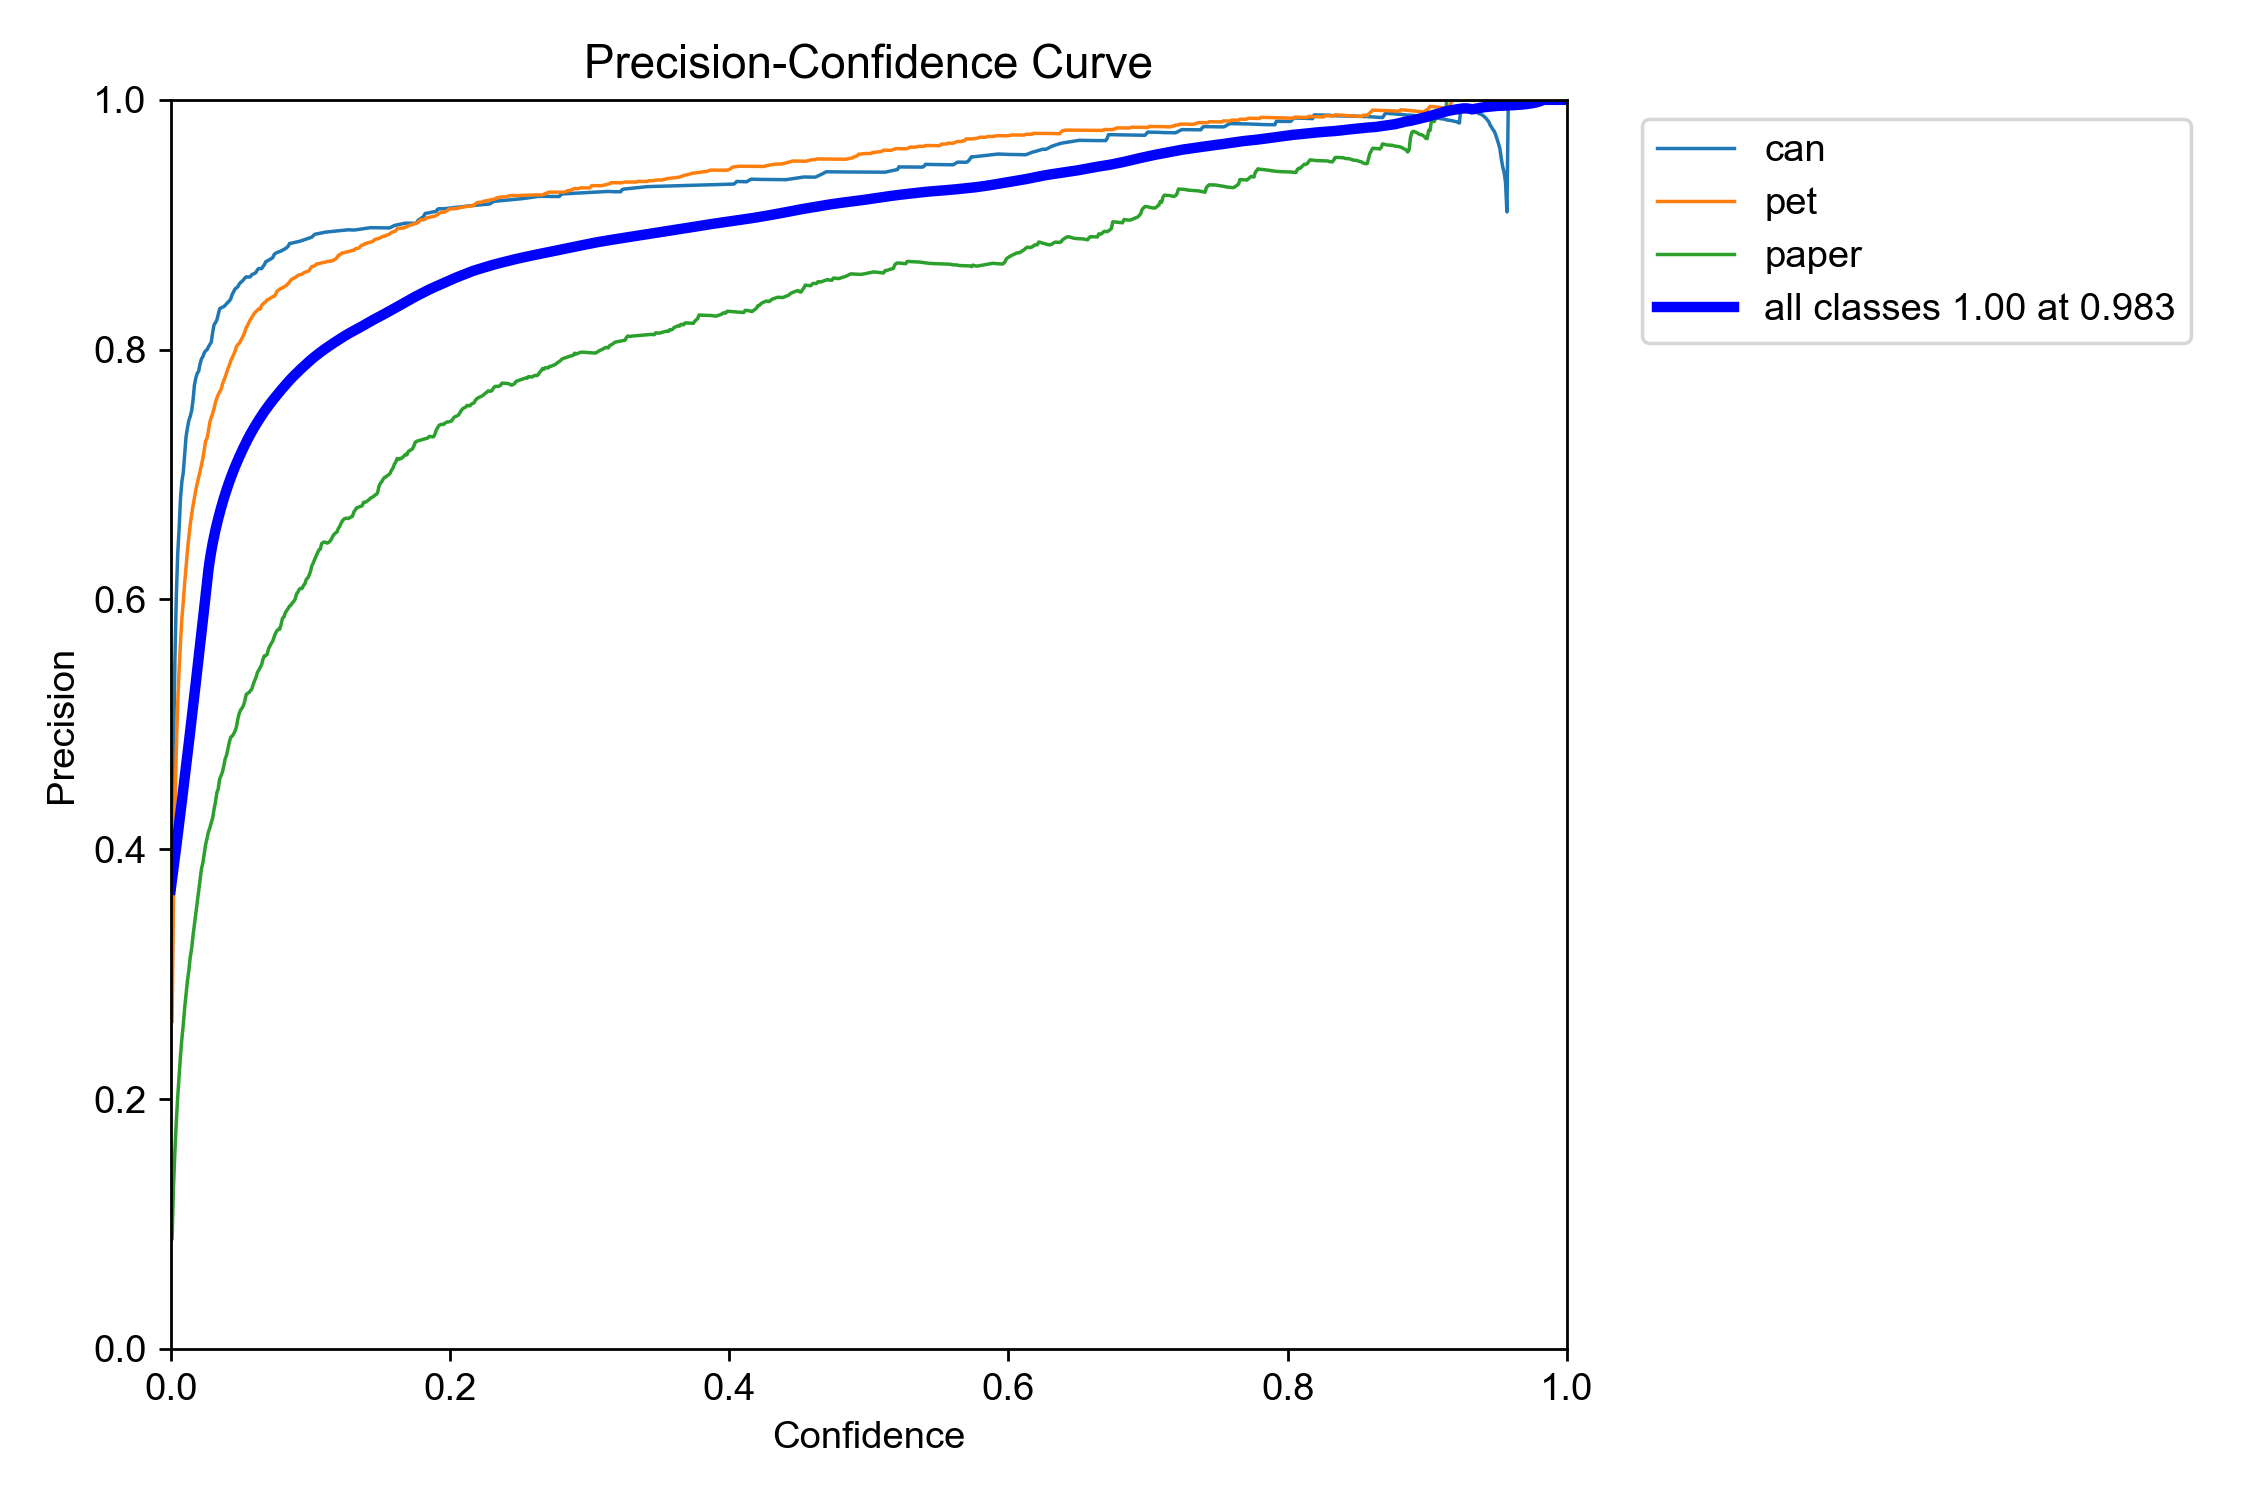 Precision-Confidence Curve
1.0
0.8
0.6
0.4
0.2
0.0
Precision
0.0 0.2 0.4 0.6 0.8 1.0
Confidence
can
pet
paper
all classes 1.00 at 0.983